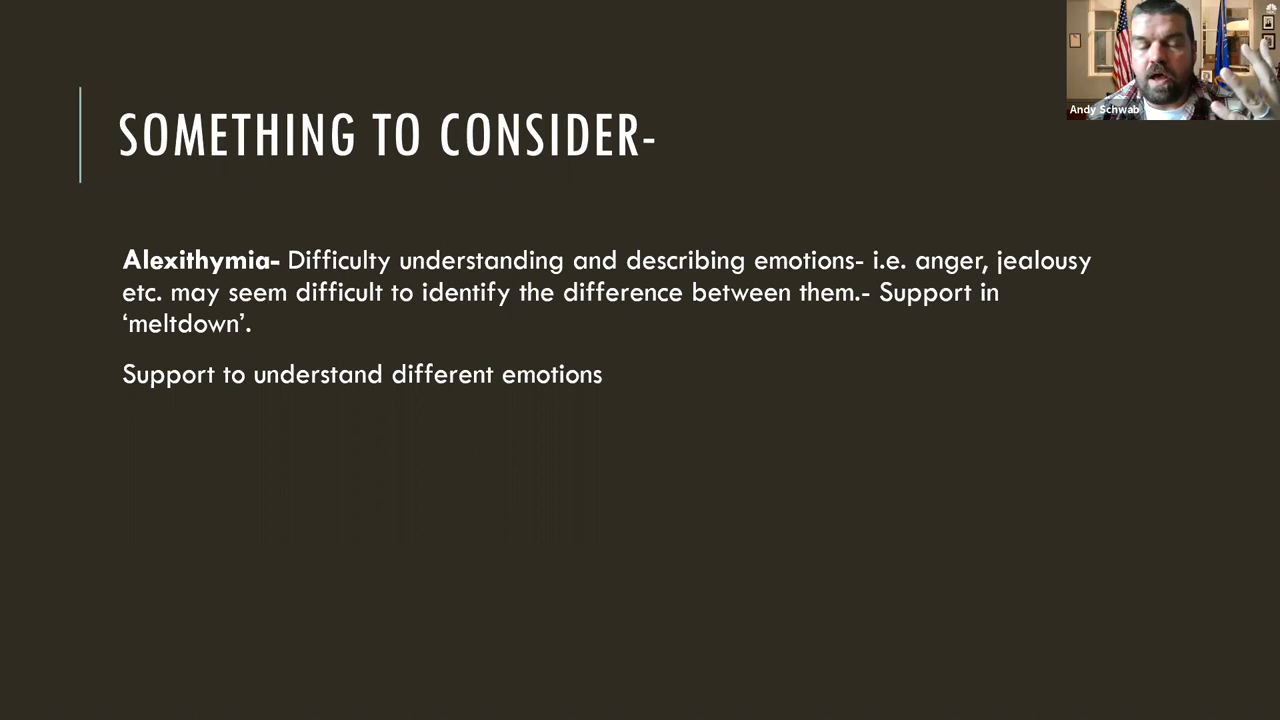 Andy Schwab
SOMETHING TO CONSIDER-
Alexithymia- Difficulty understanding and describing emotions- i.e. anger, jealousy
etc. may seem difficult to identify the difference between them.- Support in
‘meltdown’.
Support to understand different emotions